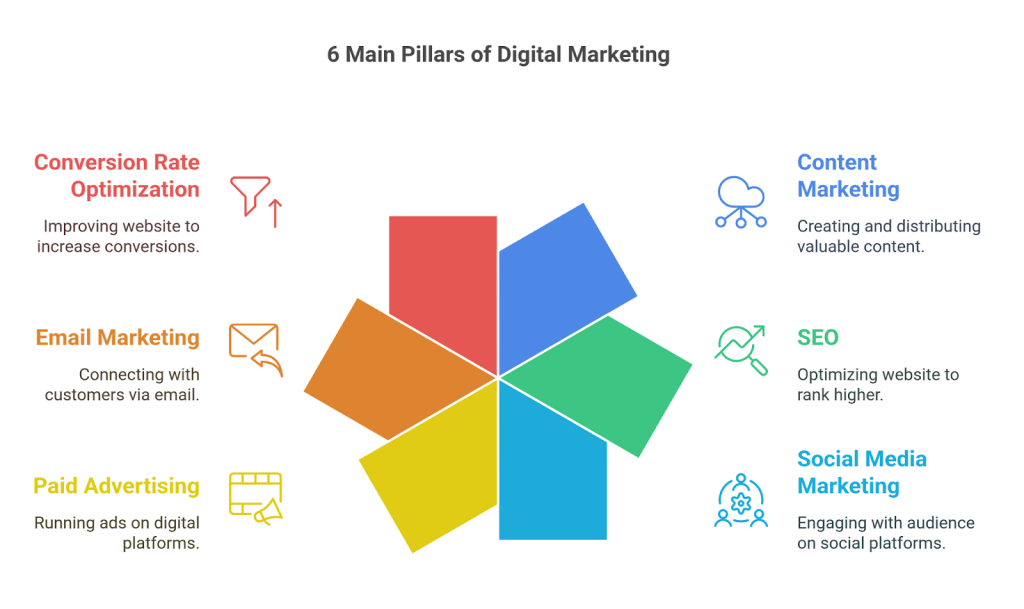 6 Main Pillars of Digital Marketing
Conversion Rate
Optimization
Improving website to
increase conversions.
Email Marketing
Connecting with
customers via email.
Paid Advertising
Running ads on digital
platforms.
Content
Marketing
Creating and distributing
valuable content.
SEO
Optimizing website to
rank higher.
Social Media
Marketing
Engaging with audience
on social platforms.